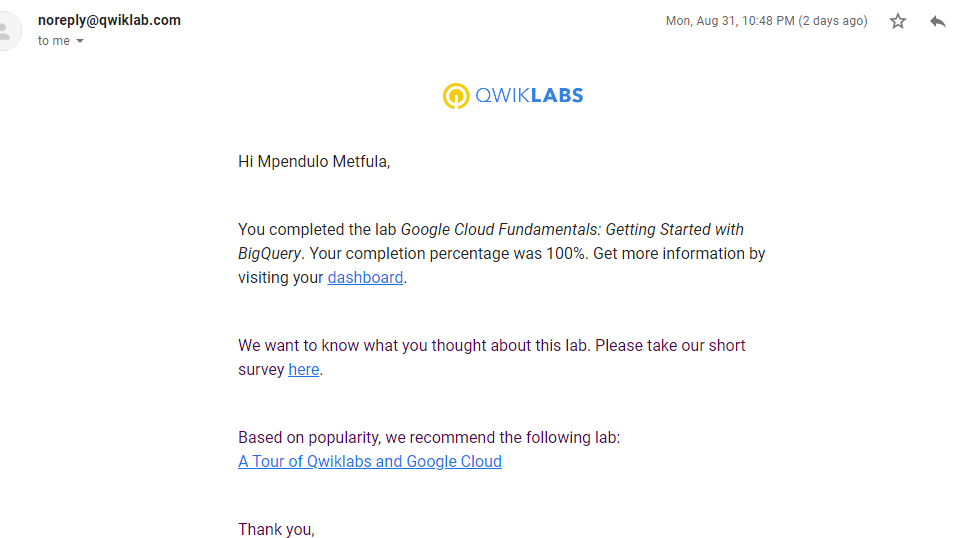 noreply@qwiklab.com
Mon, Aug 31, 10:48 PM (2 days ago)
to me
QWIKLABS
Hi Mpendulo Metfula,
You completed the lab Google Cloud Fundamentals: Getting Started with
BigQuery. Your completion percentage was 100%. Get more information by
visiting your dashboard.
We want to know what you thought about this lab. Please take our short
survey here.
Based on popularity, we recommend the following lab:
A Tour of Qwiklabs and Google Cloud
Thank you,